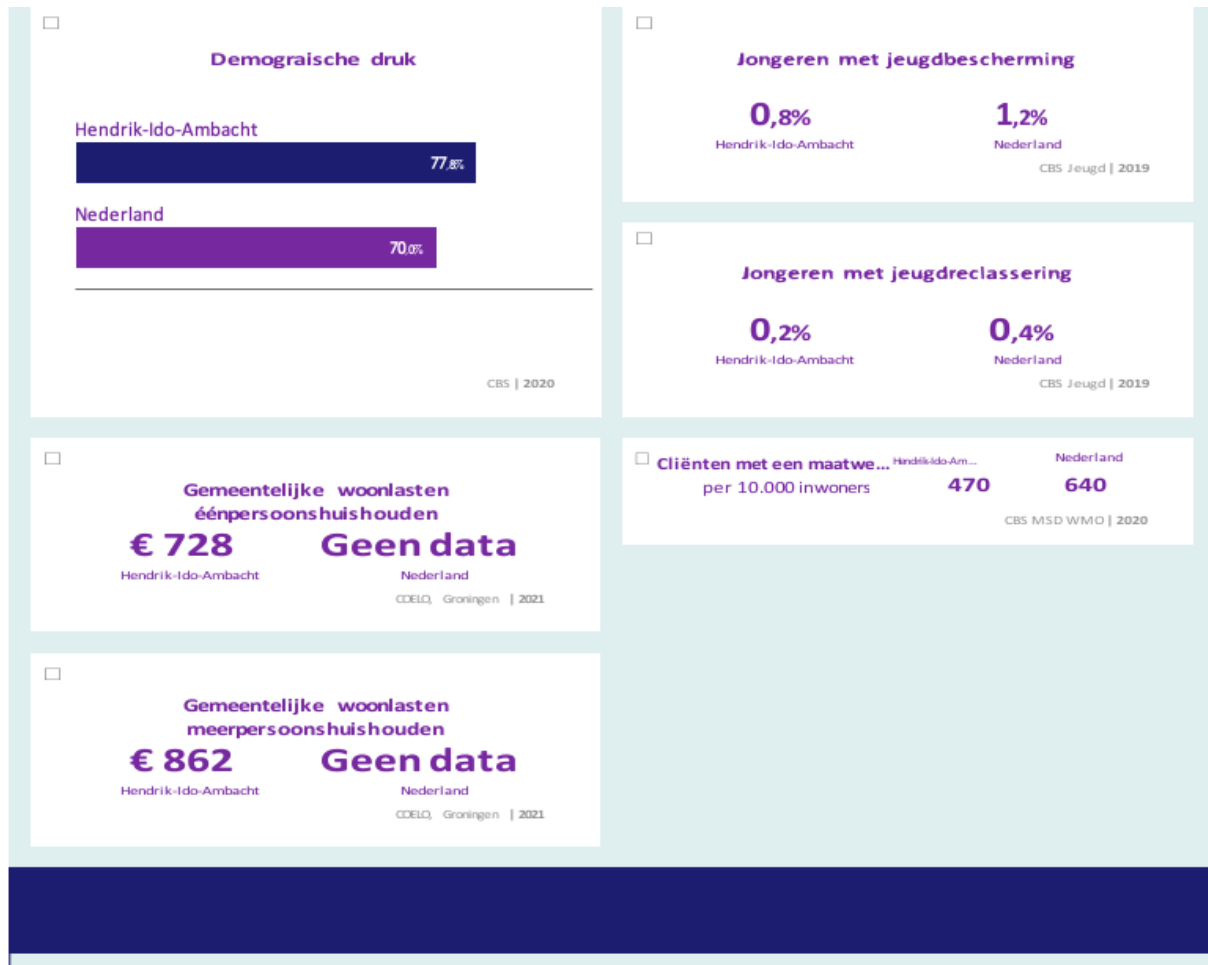 Demograische druk
Hendrik-Ido-Ambacht
77,8%
Nederland
70,0%
CBS | 2020
Gemeentelijke woonlasten
éénpersoonshuishouden
€ 728 Geen data
Hendrik-Ido-Ambacht Nederland
COELO, Groningen | 2021
Gemeentelijke woonlasten
meerpersoonshuishouden
€ 862 Geen data
Hendrik-Ido-Ambacht Nederland
COELO, Groningen | 2021
Jongeren met jeugdbescherming
0,8% 1,2%
Hendrik-Ido-Ambacht Nederland
CBS Jeugd | 2019
Jongeren met jeugdreclassering
0,2% 0,4%
Hendrik-Ido-Ambacht Nederland
CBS Jeugd | 2019
Cliënten met een maatwe... Hendrik-Ido-Am... Nederland
per 10.000 inwoners 470 640
CBS MSD WMO | 2020